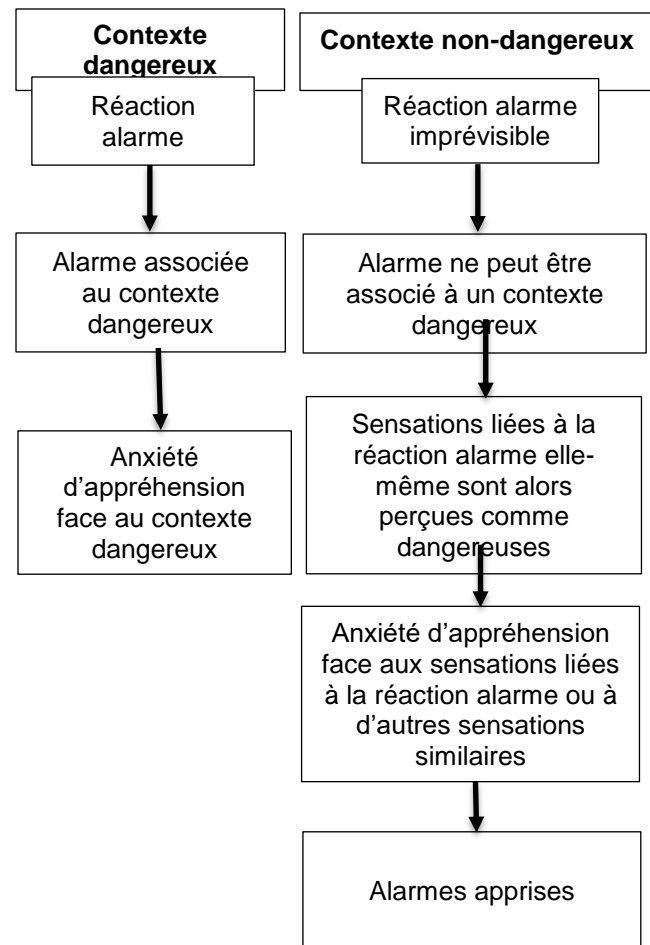 Contexte
dangereux
Réaction
alarme
Alarme associée
au contexte
dangereux
Anxiété
d’appréhension
face au contexte
dangereux
Contexte non-dangereux
Réaction alarme
imprévisible
Alarme ne peut être
associé à un contexte
dangereux
Sensations liées à la
réaction alarme elle-
même sont alors
perçues comme
dangereuses
Anxiété d’appréhension
face aux sensations liées
à la réaction alarme ou à
d’autres sensations
similaires
Alarmes apprises